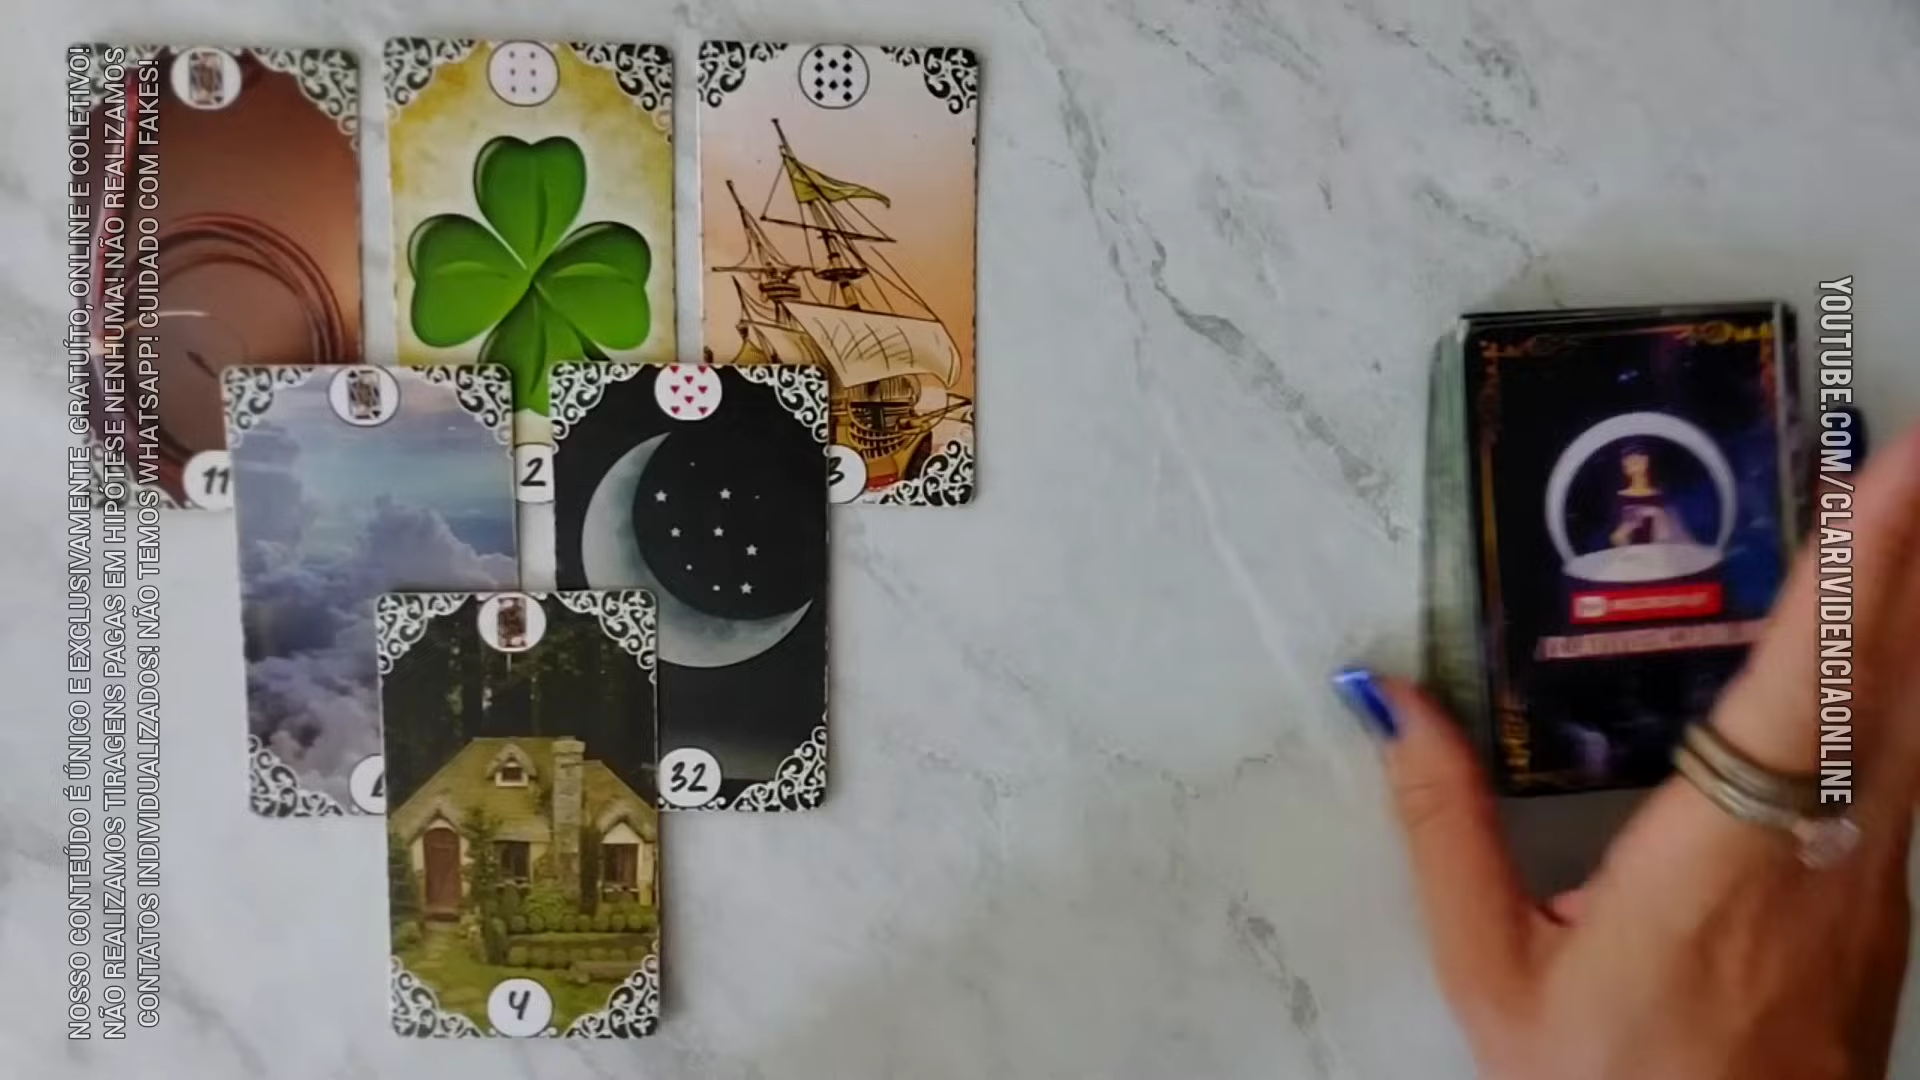 NOSSO CONTEÚDO É ÚNICO E EXCLUSIVAMENTE GRATUÍTO, ONLINE E COLETIVO!
NÃO REALIZAMOS TIRAGENS PAGAS EM HIPÓTESE NENHUMA! NÃO REALIZAMOS
CONTATOS INDIVIDUALIZADOS! NÃO TEMOS WHATSAPP! CUIDADO COM FAKES!
11
2
3
32
4
YOUTUBE.COM/CLARIVIDENCIAONLINE